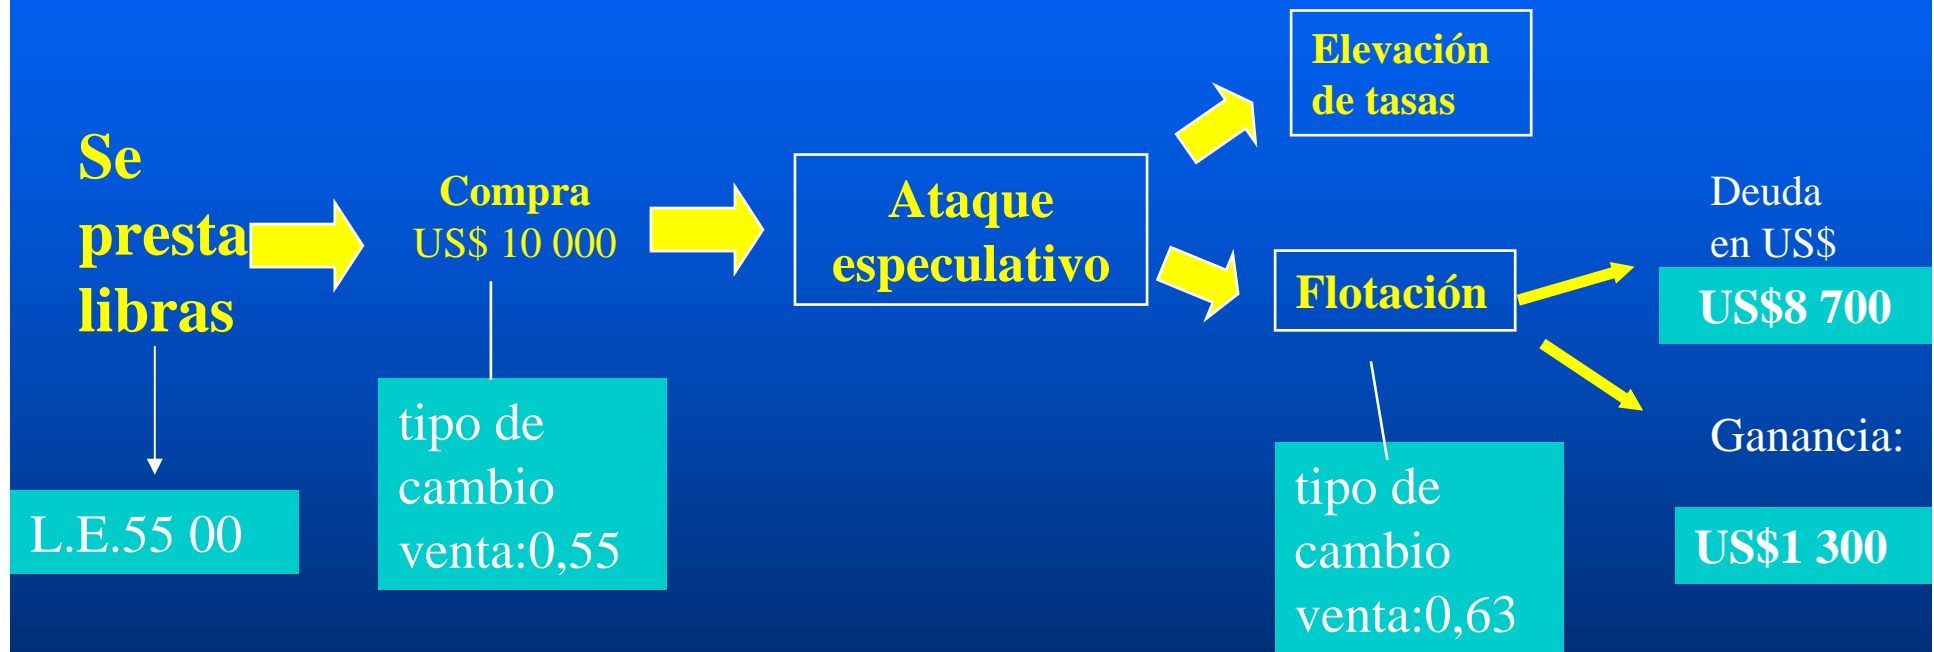 Se
presta
libras
L.E.55 00
Compra
US$ 10 000
tipo de
cambio
venta:0,55
Ataque
especulativo
Elevación
de tasas
Flotación
tipo de
cambio
venta:0,63
Deuda
en US$
US$8 700
Ganancia:
US$1 300